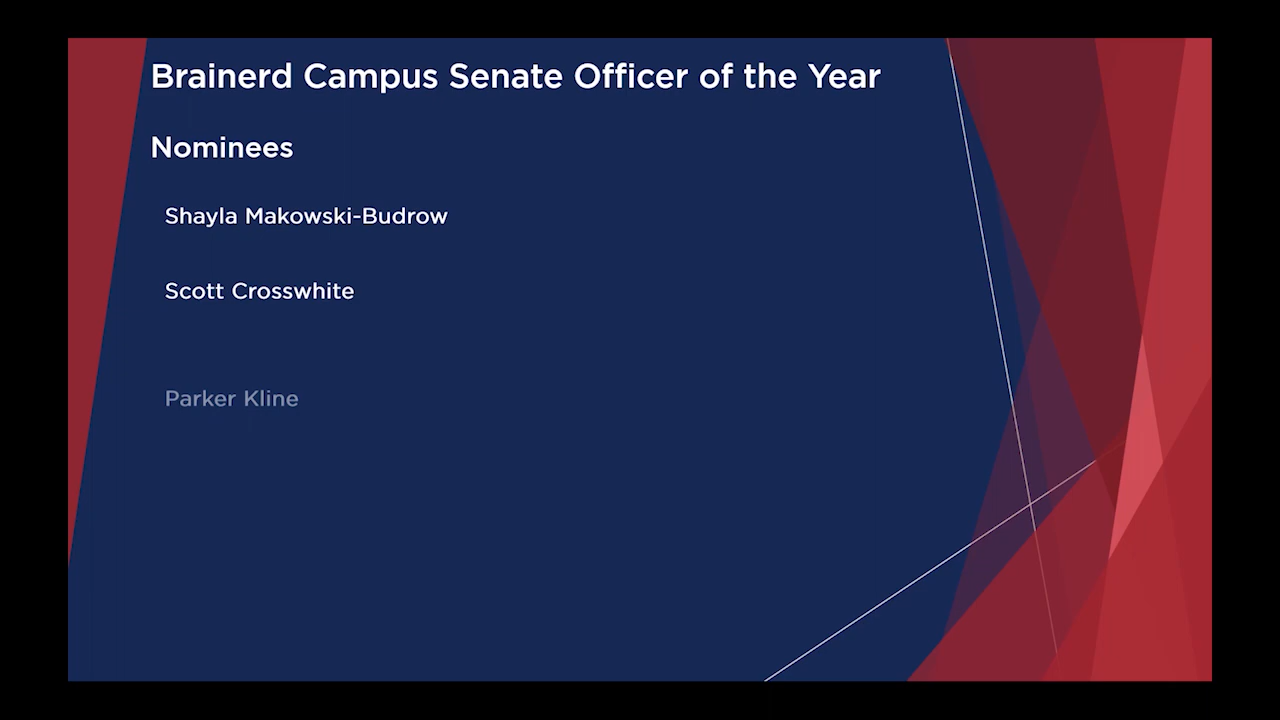 Brainerd Campus Senate Officer of the Year
Nominees
Shayla Makowski-Budrow
Scott Crosswhite
Parker Kline